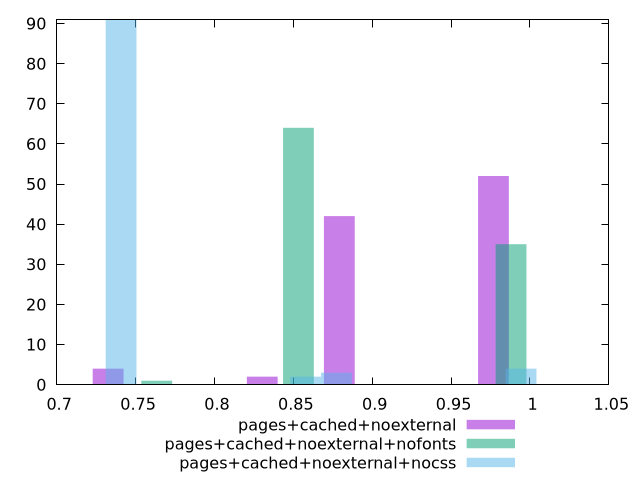 90
80
70
60
50
40
30
20
10
0
0.7 0.75 0.8 0.85 0.9 0.95 1 1.05
pages+cached+noexternal
pages+cached+noexternal+nofonts
pages+cached+noexternal+nocss